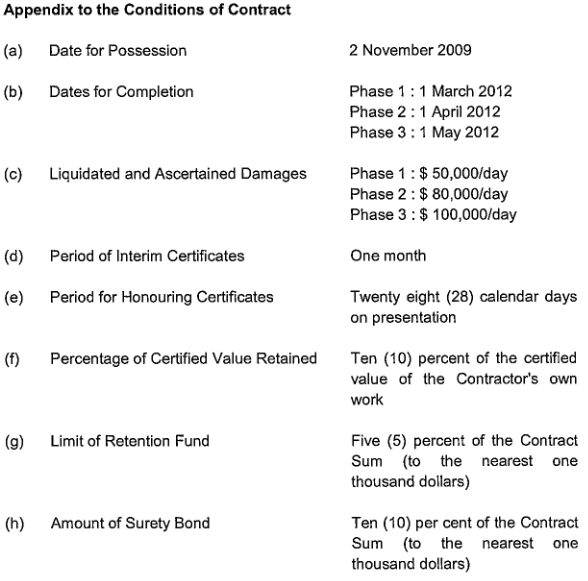 Appendix to the Conditions of Contract
(a) Date for Possession 2 November 2009
(b) Dates for Completion Phase 1 : 1 March 2012
Phase 2 : 1 April 2012
Phase 3 : 1 May 2012
(c) Liquidated and Ascertained Damages Phase 1 : $ 50,000/day
Phase 2 : $ 80,000/day
Phase 3 : $ 100,000/day
(d) Period of Interim Certificates One month
(e) Period for Honouring Certificates Twenty eight (28) calendar days
on presentation
(f) Percentage of Certified Value Retained Ten (10) percent of the certified
value of the Contractor's own
work
(g) Limit of Retention Fund Five (5) percent of the Contract
Sum (to the nearest one
thousand dollars)
(h) Amount of Surety Bond Ten (10) per cent of the Contract
Sum (to the nearest one
thousand dollars)